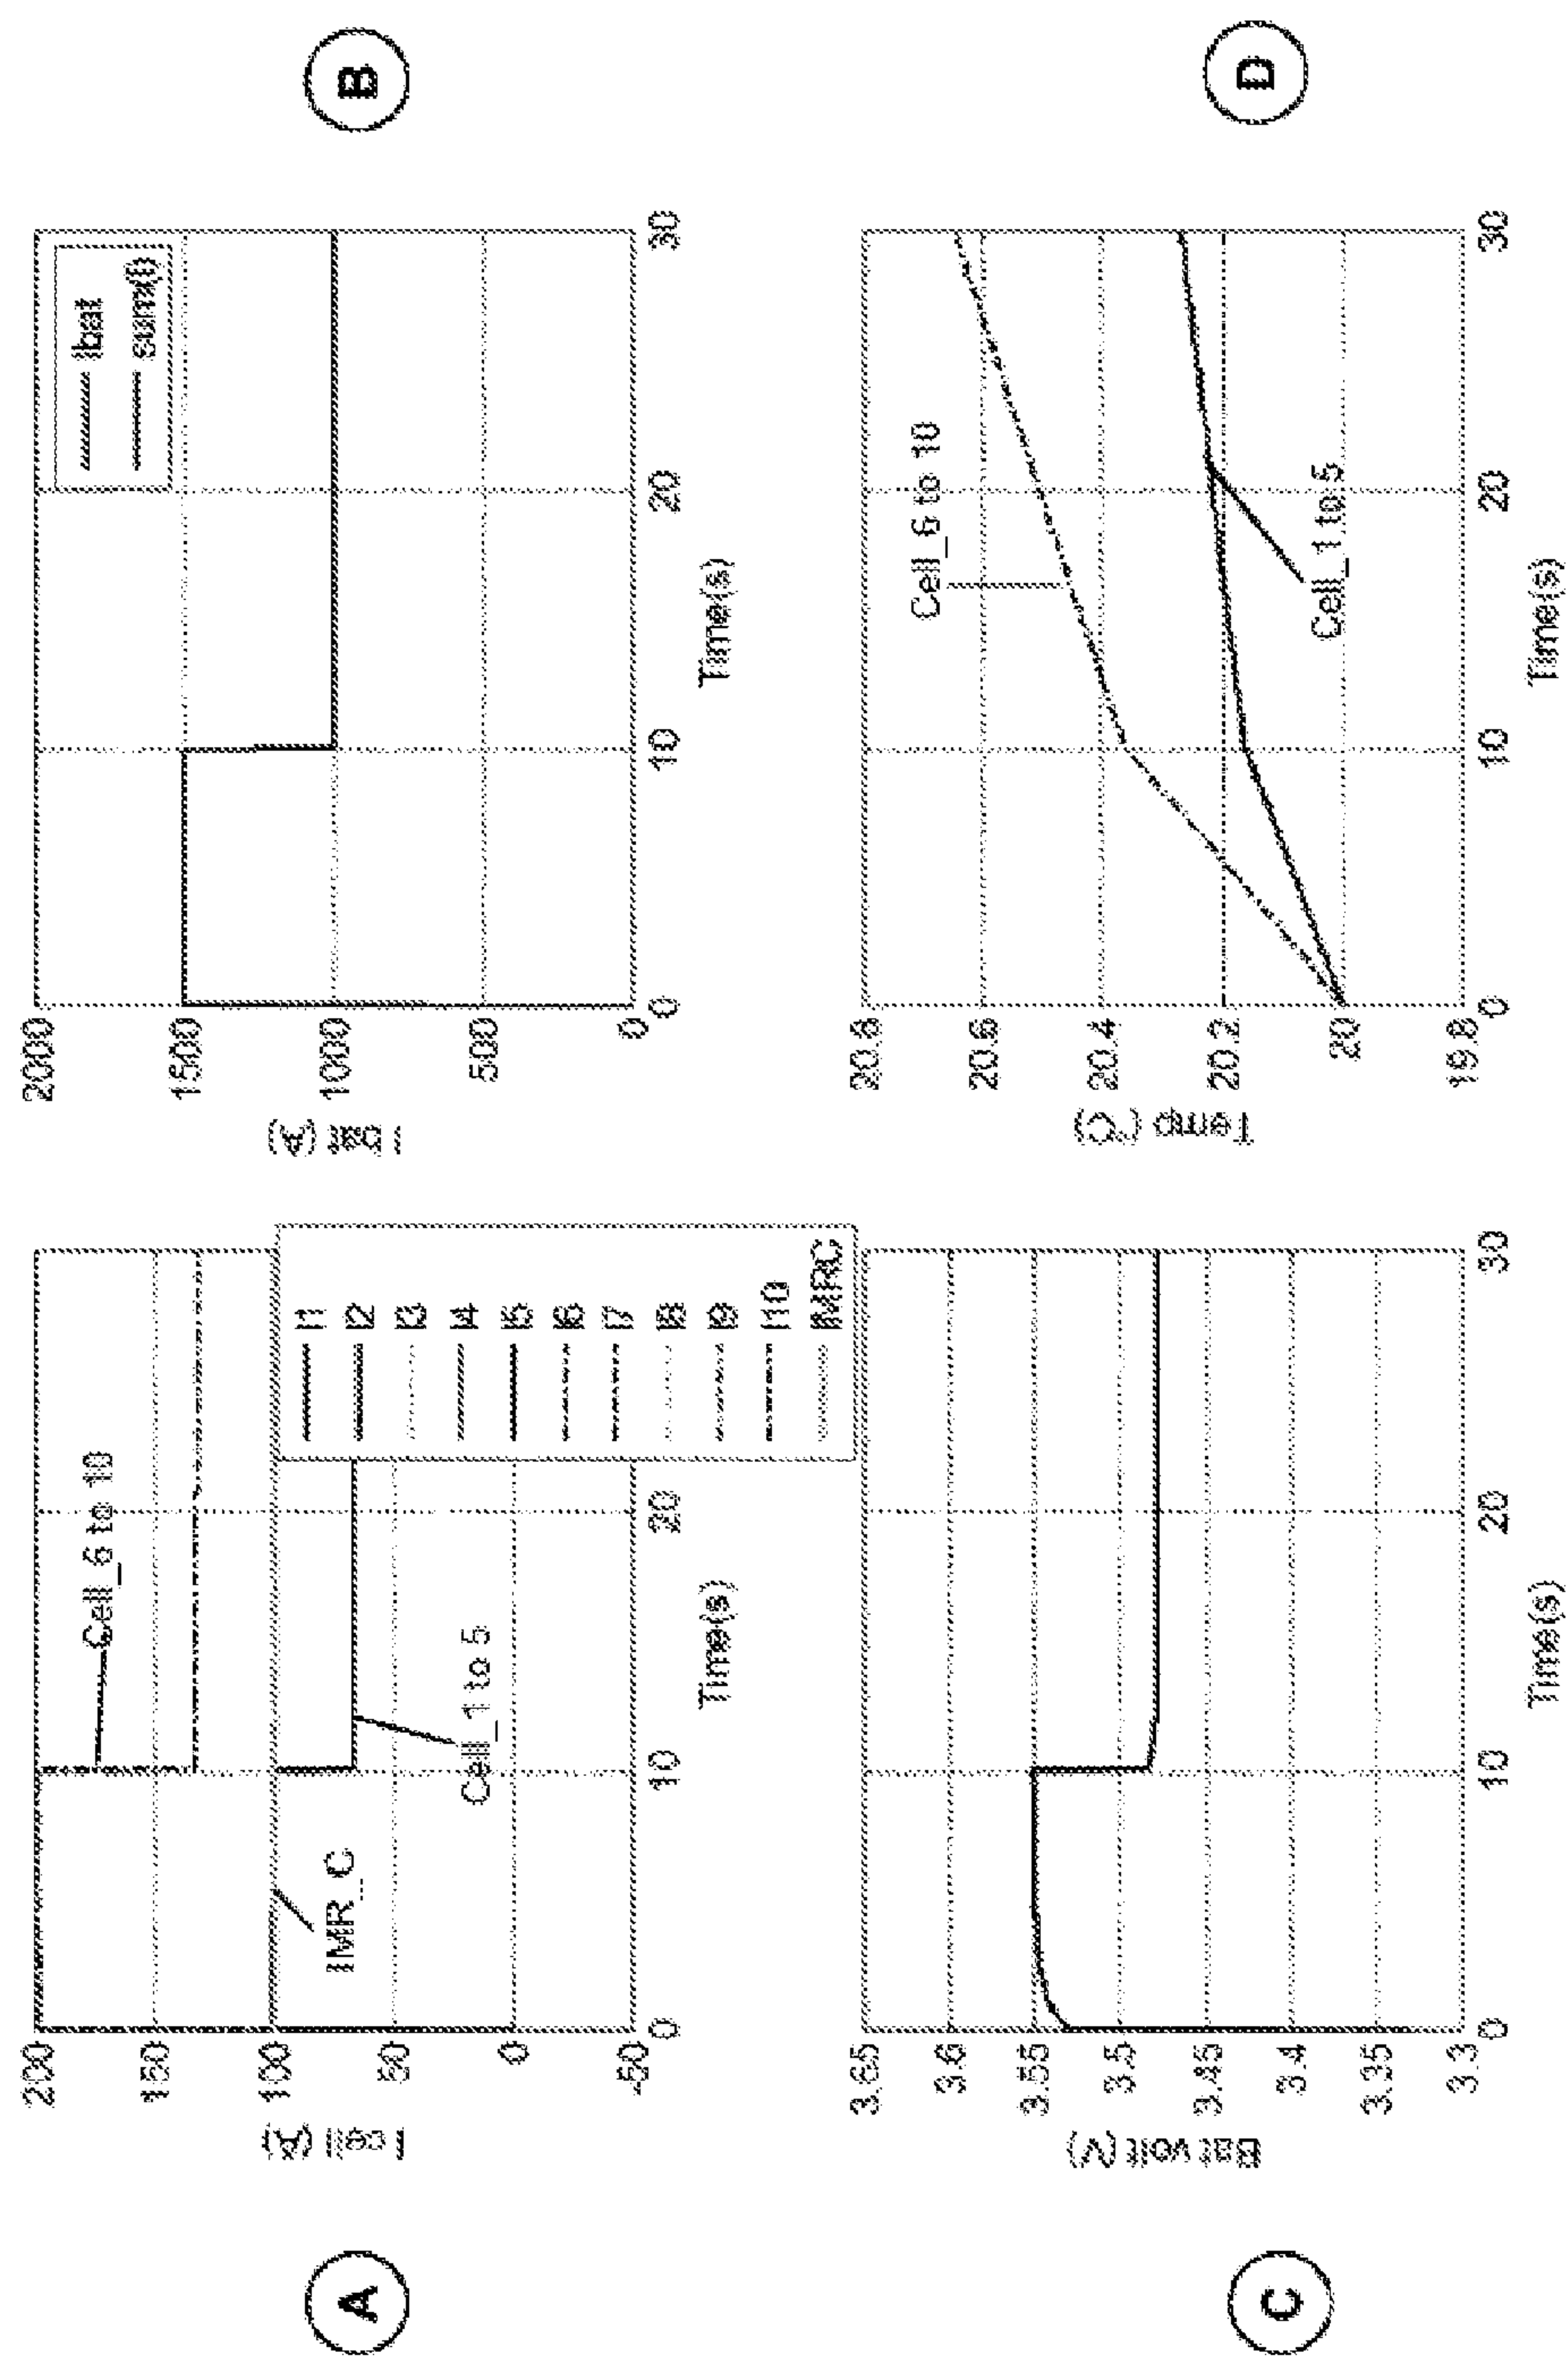 A
I cell (A)
200
150
100
50
0
-50
Cell_6 to 10
IMR_C
Cell_1 to 5
I1
I2
I3
I4
I5
I6
I7
I8
I9
I10
IMRC
0
10
20
Time(s)
B
I bat (A)
2000
1500
1000
500
0
Ibat
sum(I)
0
10
20
30
Time(s)
C
Bat volt (V)
3.65
3.6
3.55
3.5
3.45
3.4
3.35
3.3
0
10
20
30
Time(s)
D
Temp (°C)
20.8
20.6
20.4
20.2
20
19.8
Cell_6 to 10
Cell_1 to 5
0
10
20
30
Time(s)